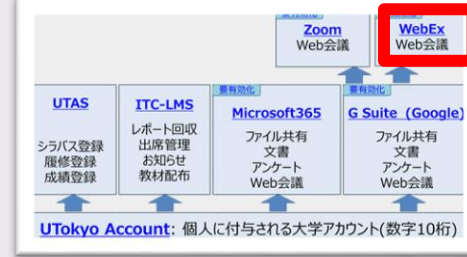 Zoom
Web会議
WebEx
Web会議
UTAS
シラバス登録
履修登録
成績登録
ITC-LMS
レポート回収
出席管理
お知らせ
教材配布
要有効化
Microsoft365
ファイル共有
文書
アンケート
Web会議
要有効化
G Suite (Google)
ファイル共有
文書
アンケート
Web会議
UTokyo Account: 個人に付与される大学アカウント(数字10桁)